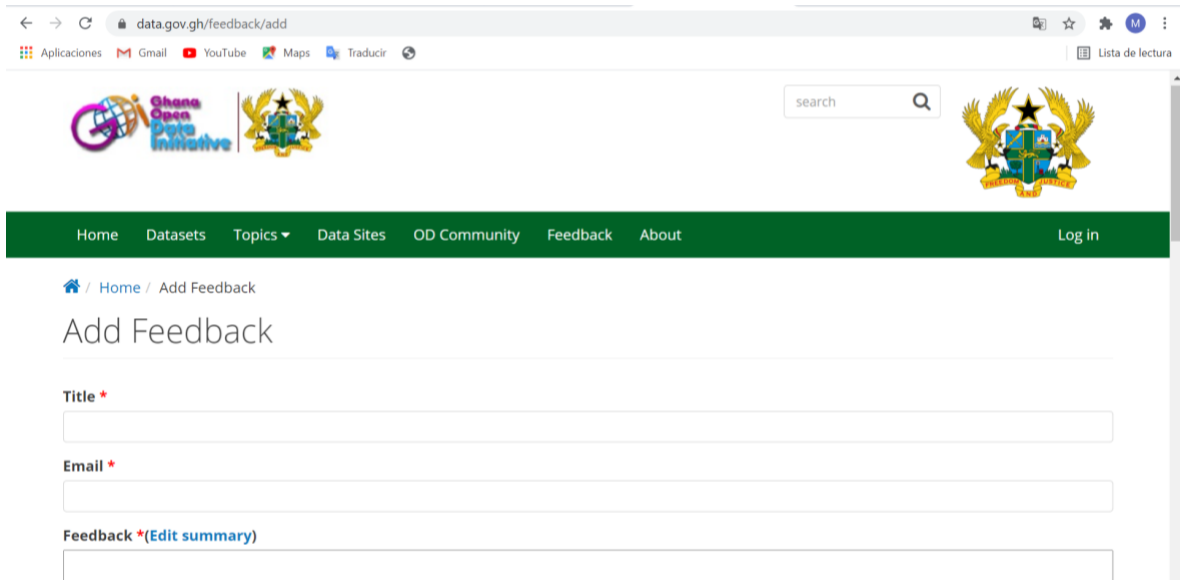 data.gov.gh/feedback/add
M
Aplicaciones Gmail YouTube Maps Traducir Lista de lectura
Ghana
Open
Data
Initiative
search
FREEDOM AND JUSTICE
Home Datasets Topics Data Sites OD Community Feedback About Log in
/ Home / Add Feedback
Add Feedback
Title *
Email *
Feedback *(Edit summary)